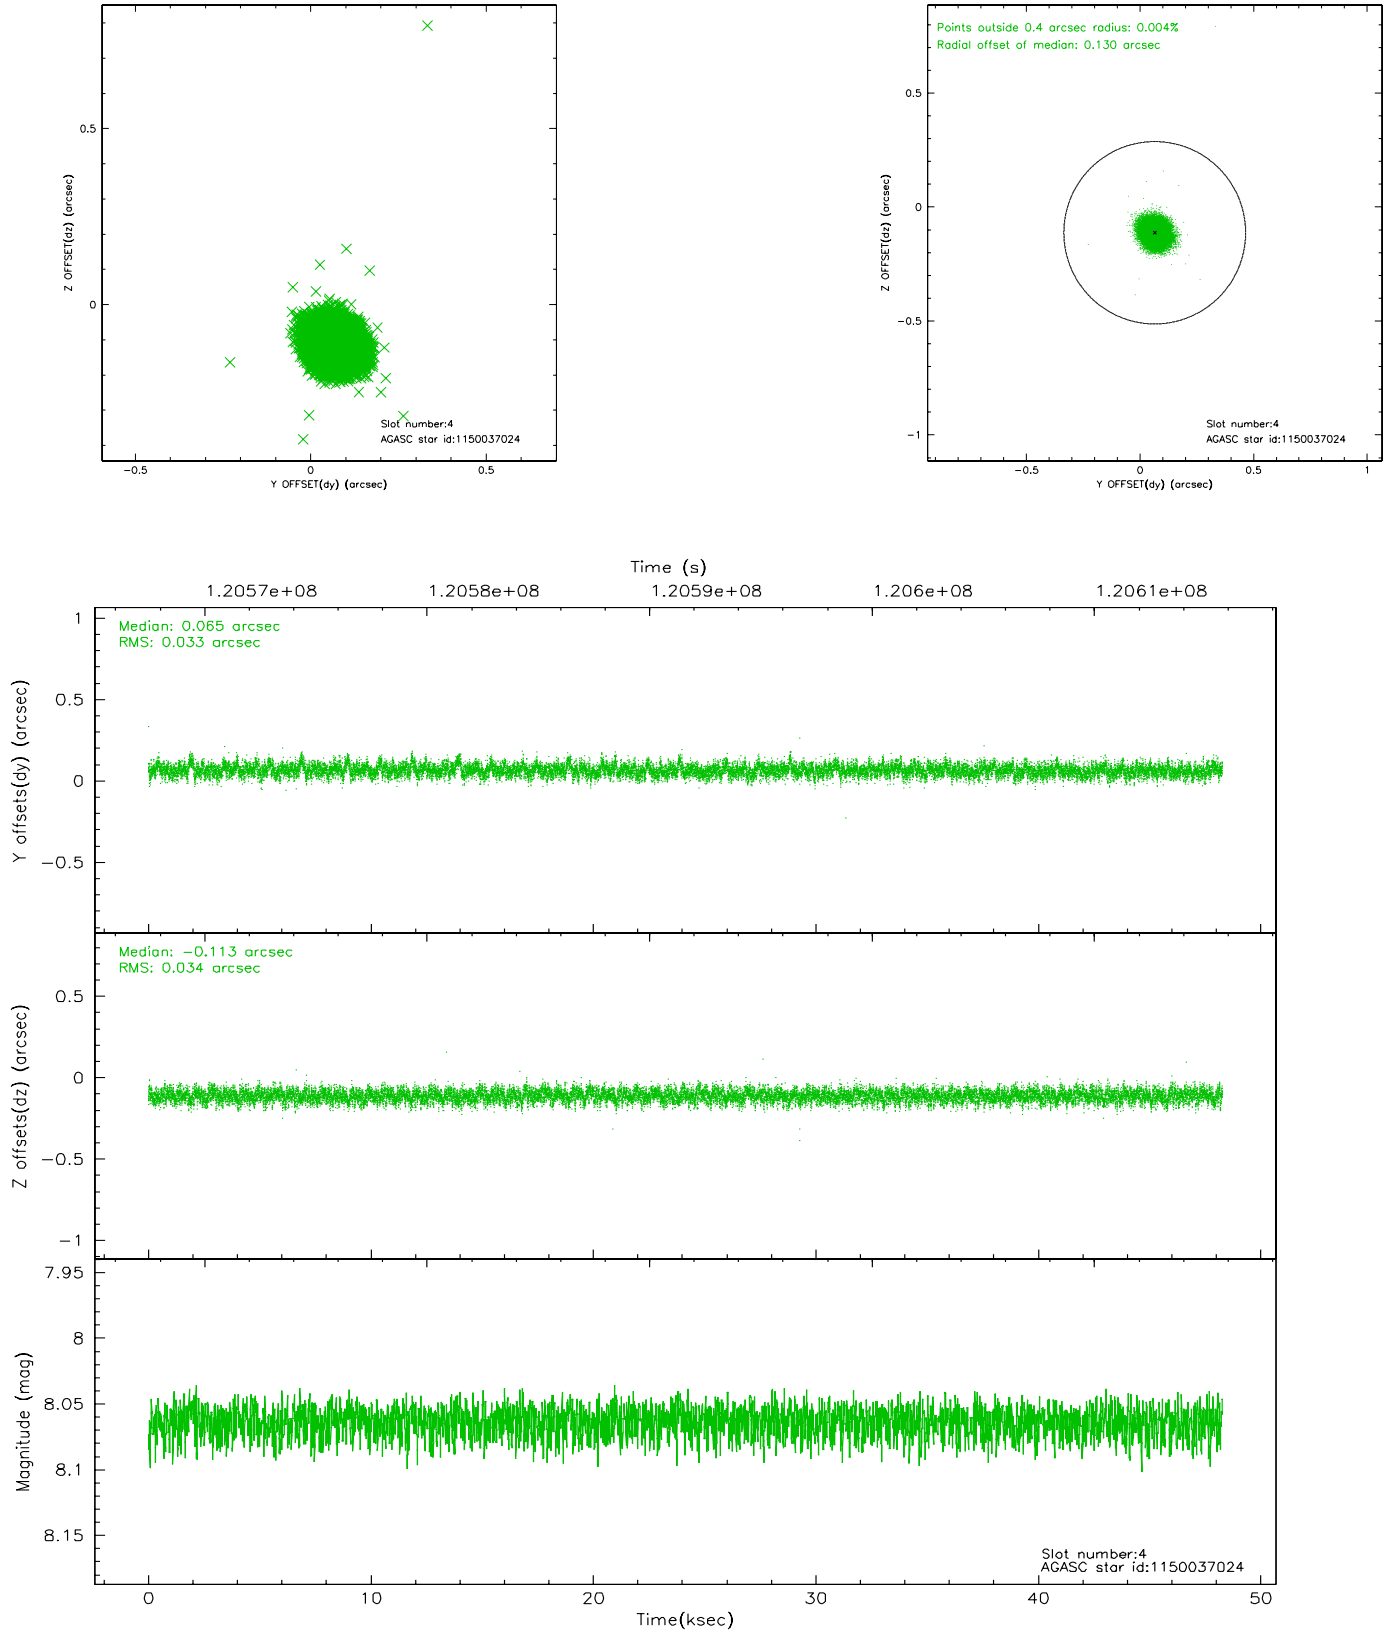 0.5
0
Z OFFSET(dz) (arcsec)
Slot number:4
AGASC star id:1150037024
−0.5 0 0.5
Y OFFSET(dy) (arcsec)
Points outside 0.4 arcsec radius: 0.004%
Radial offset of median: 0.130 arcsec
0.5
0
−0.5
−1
Z OFFSET(dz) (arcsec)
Slot number:4
AGASC star id:1150037024
−0.5 0 0.5 1
Y OFFSET(dy) (arcsec)
Time (s)
1.2057e+08 1.2058e+08 1.2059e+08 1.206e+08 1.2061e+08
Median: 0.065 arcsec
RMS: 0.033 arcsec
1
0.5
0
−0.5
Y offsets(dy) (arcsec)
Median: −0.113 arcsec
RMS: 0.034 arcsec
0.5
0
−0.5
−1
Z offsets(dz) (arcsec)
7.95
8
8.05
8.1
8.15
Magnitude (mag)
Slot number:4
AGASC star id:1150037024
0 10 20 30 40 50
Time(ksec)